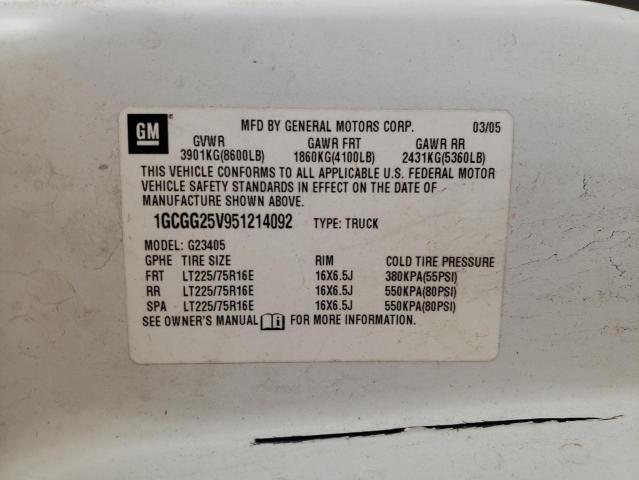 GM
MFD BY GENERAL MOTORS CORP. 03/05
GVWR GAWR FRT GAWR RR
3901KG(8600LB) 1860KG(4100LB) 2431KG(5360LB)
THIS VEHICLE CONFORMS TO ALL APPLICABLE U.S. FEDERAL MOTOR
VEHICLE SAFETY STANDARDS IN EFFECT ON THE DATE OF
MANUFACTURE SHOWN ABOVE.
1GCGG25V951214092 TYPE: TRUCK
MODEL: G23405
GPHE TIRE SIZE RIM COLD TIRE PRESSURE
FRT LT225/75R16E 16X6.5J 380KPA(55PSI)
RR LT225/75R16E 16X6.5J 550KPA(80PSI)
SPA LT225/75R16E 16X6.5J 550KPA(80PSI)
SEE OWNER'S MANUAL FOR MORE INFORMATION.